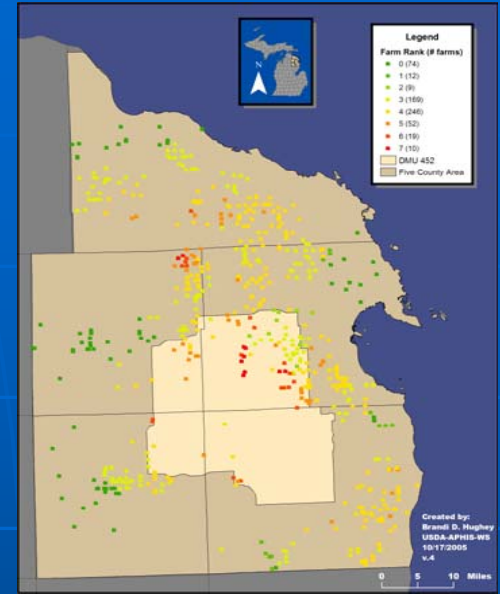 N
Legend
Farm Rank (# farms)
0 (74)
1 (12)
2 (9)
3 (169)
4 (246)
5 (52)
6 (19)
7 (10)
DMU 452
Five County Area
Created by:
Brandi D. Hughey
USDA-APHIS-WS
10/17/2005
v.4
0 5 10 Miles